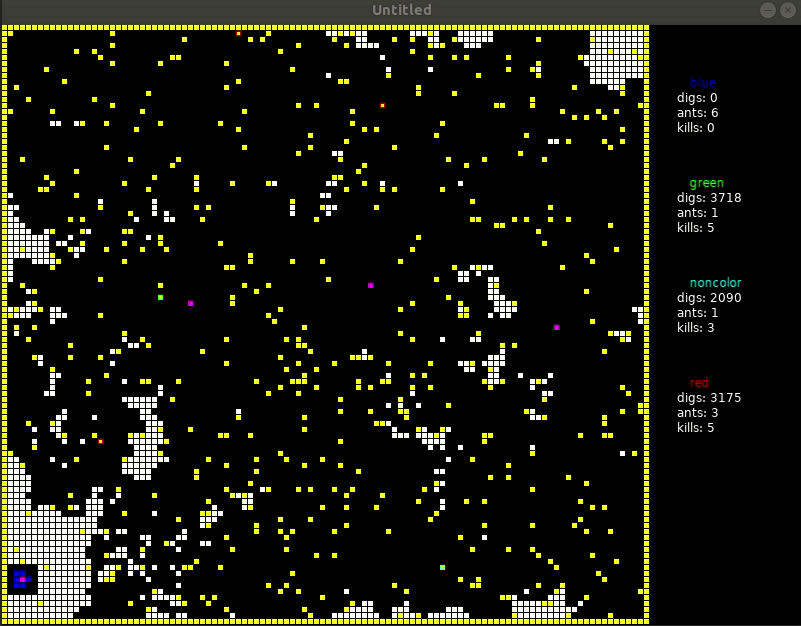 Untitled
blue
digs: 0
ants: 6
kills: 0
green
digs: 3718
ants: 1
kills: 5
noncolor
digs: 2090
ants: 1
kills: 3
red
digs: 3175
ants: 3
kills: 5